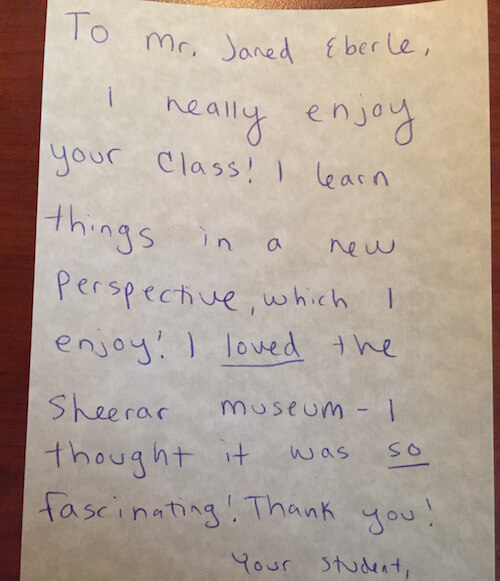 To Mr. Jared Eberle,
I really enjoy
your Class! I learn
things in a new
perspective, which I
enjoy! I loved the
Sheerar museum - I
thought it was so
fascinating! Thank you!
Your student,